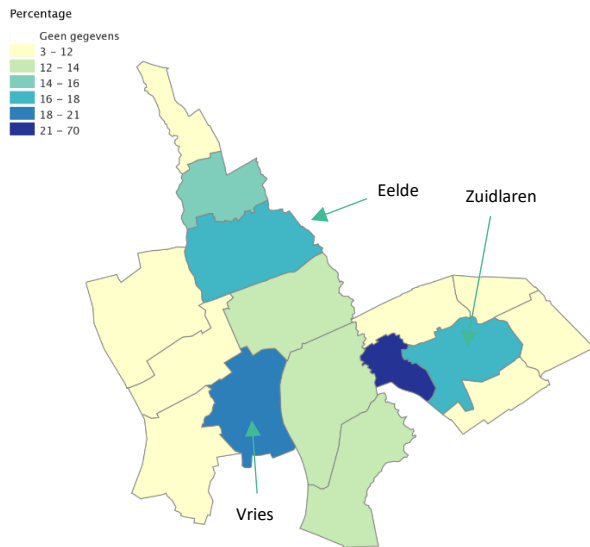 Percentage
Geen gegevens
3 – 12
12 – 14
14 – 16
16 – 18
18 – 21
21 – 70
Eelde
Zuidlaren
Vries